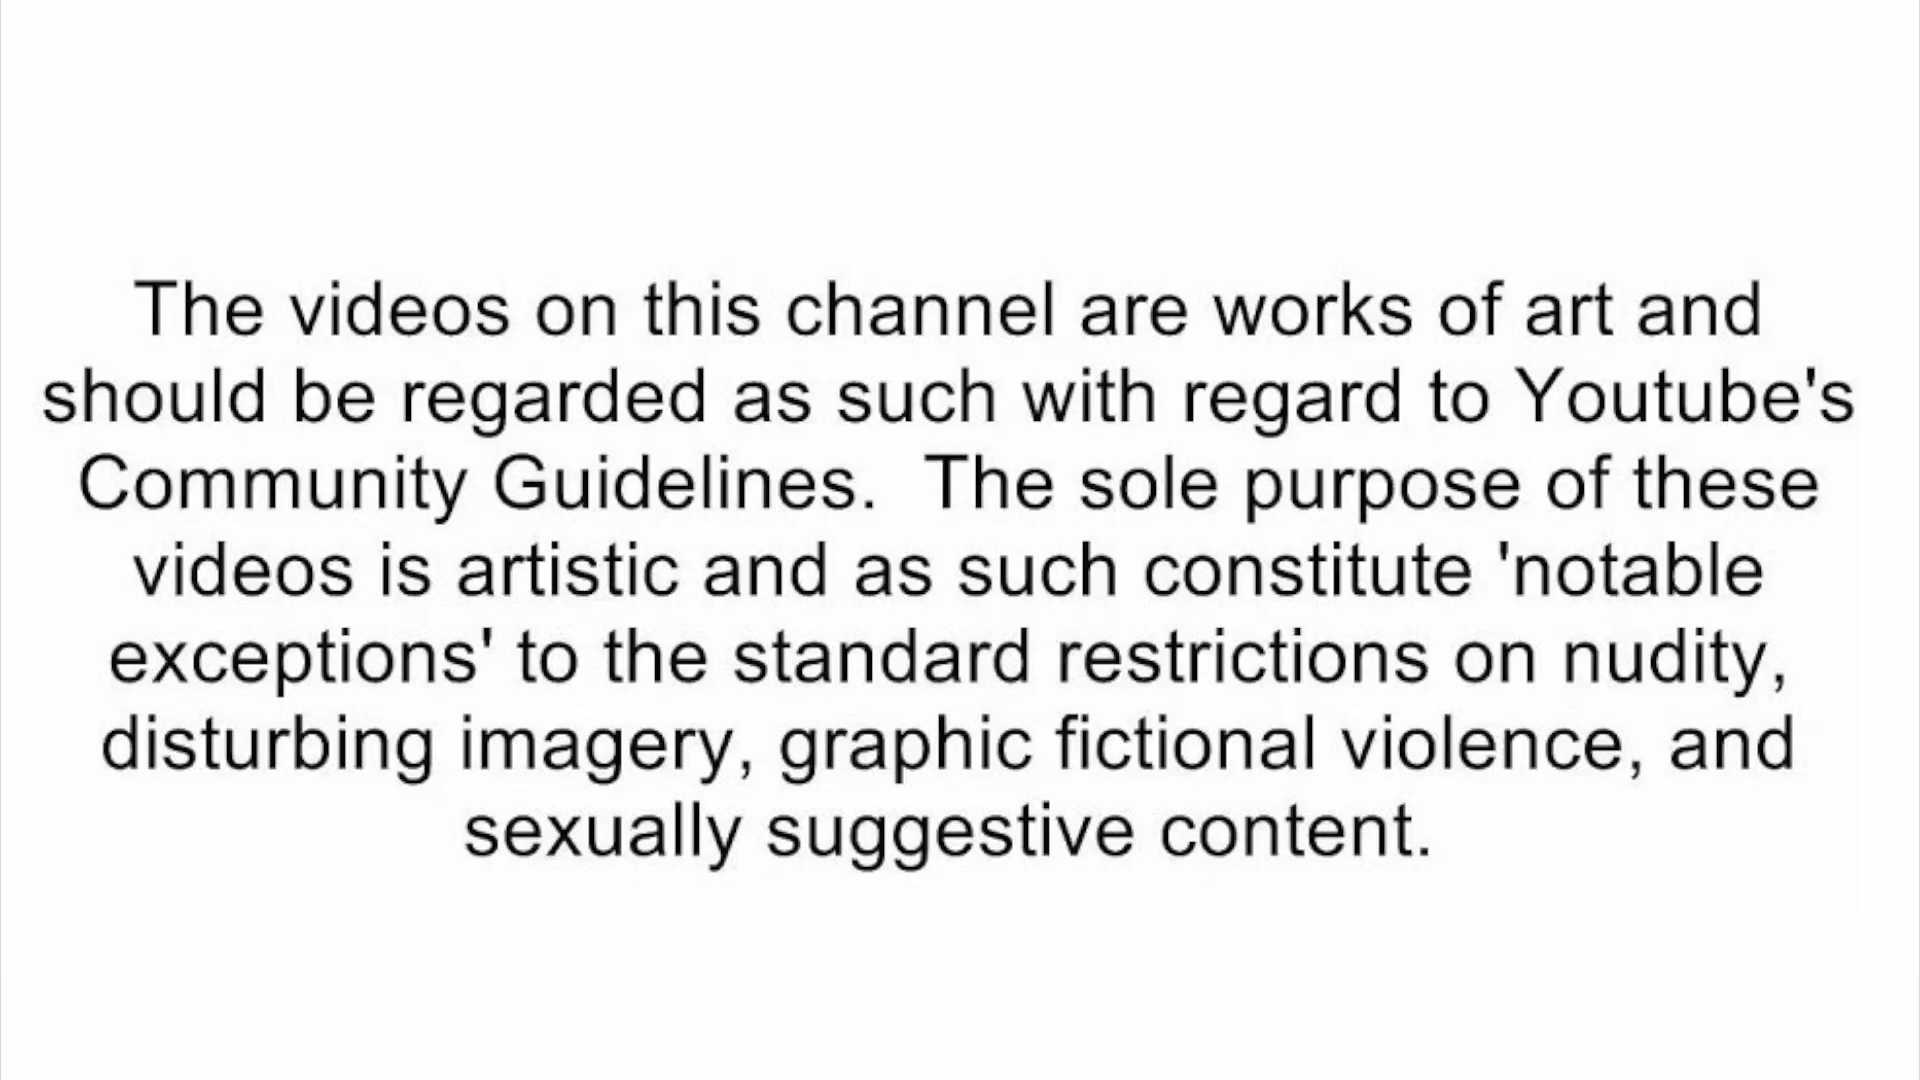 The videos on this channel are works of art and
should be regarded as such with regard to Youtube's
Community Guidelines.  The sole purpose of these
videos is artistic and as such constitute 'notable
exceptions' to the standard restrictions on nudity,
disturbing imagery, graphic fictional violence, and
sexually suggestive content.